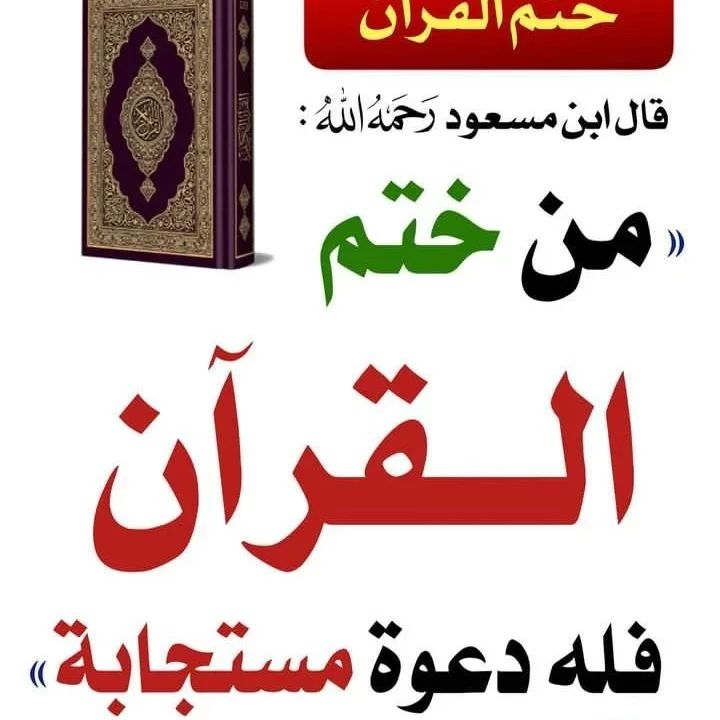 ختم القرآن
قال ابن مسعود رَحِمَهُ اللهُ :
« من ختم
القرآن
فله دعوة مستجابة »